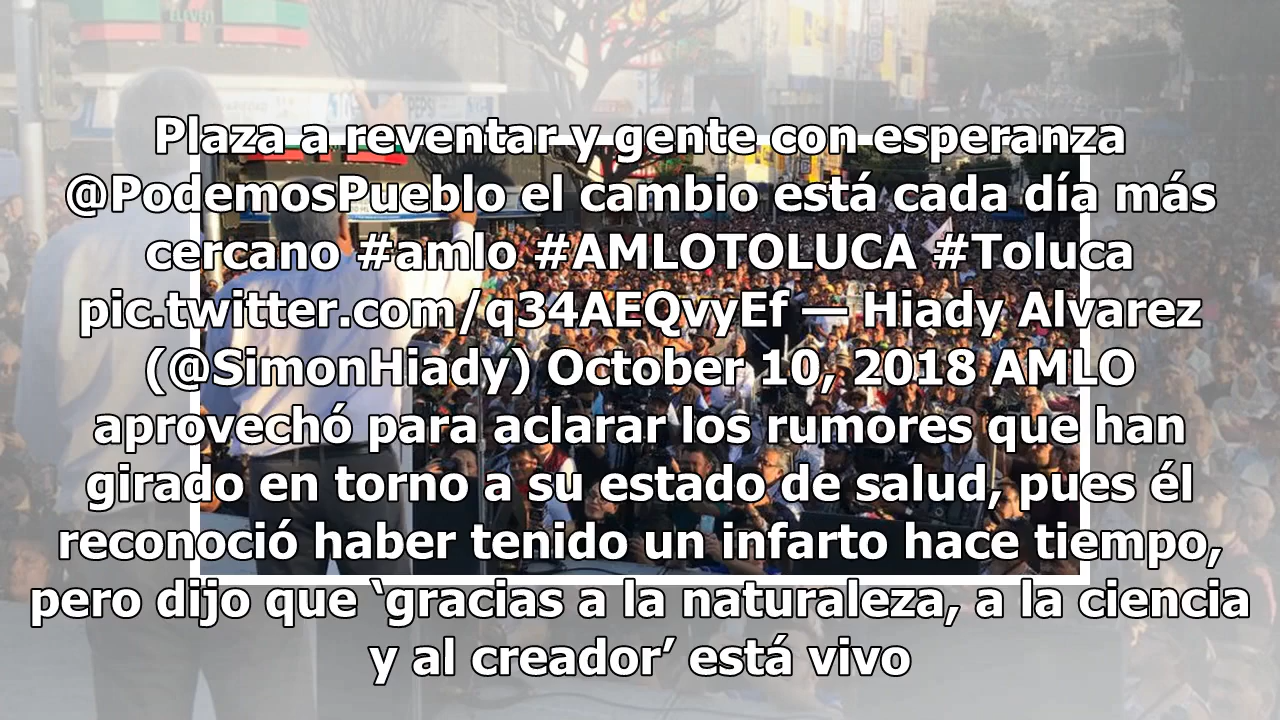 ELEVEN
PEPSI
Plaza a reventar y gente con esperanza
@PodemosPueblo el cambio está cada día más
cercano #amlo #AMLOTOLUCA #Toluca
pic.twitter.com/q34AEQvyEf — Hiady Alvarez
(@SimonHiady) October 10, 2018 AMLO
aprovechó para aclarar los rumores que han
girado en torno a su estado de salud, pues él
reconoció haber tenido un infarto hace tiempo,
pero dijo que ‘gracias a la naturaleza, a la ciencia
y al creador’ está vivo